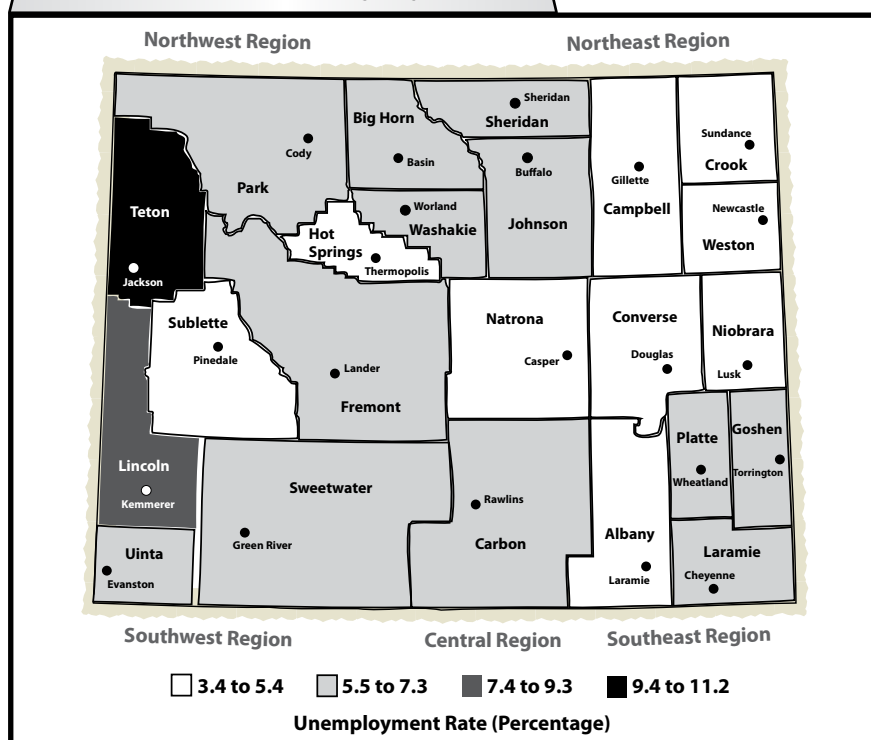 Northwest Region
Northeast Region
Sheridan
Sheridan
Big Horn
Cody
Basin
Buffalo
Sundance
Crook
Gillette
Park
Teton
Worland
Washakie
Johnson
Campbell
Newcastle
Weston
Hot
Springs
Thermopolis
Jackson
Sublette
Pinedale
Natrona
Converse
Niobrara
Casper
Douglas
Lusk
Lander
Fremont
Platte
Goshen
Wheatland
Torrington
Lincoln
Kemmerer
Sweetwater
Rawlins
Green River
Carbon
Albany
Laramie
Uinta
Evanston
Laramie
Cheyenne
Southwest Region
Central Region
Southeast Region
3.4 to 5.4
5.5 to 7.3
7.4 to 9.3
9.4 to 11.2
Unemployment Rate (Percentage)